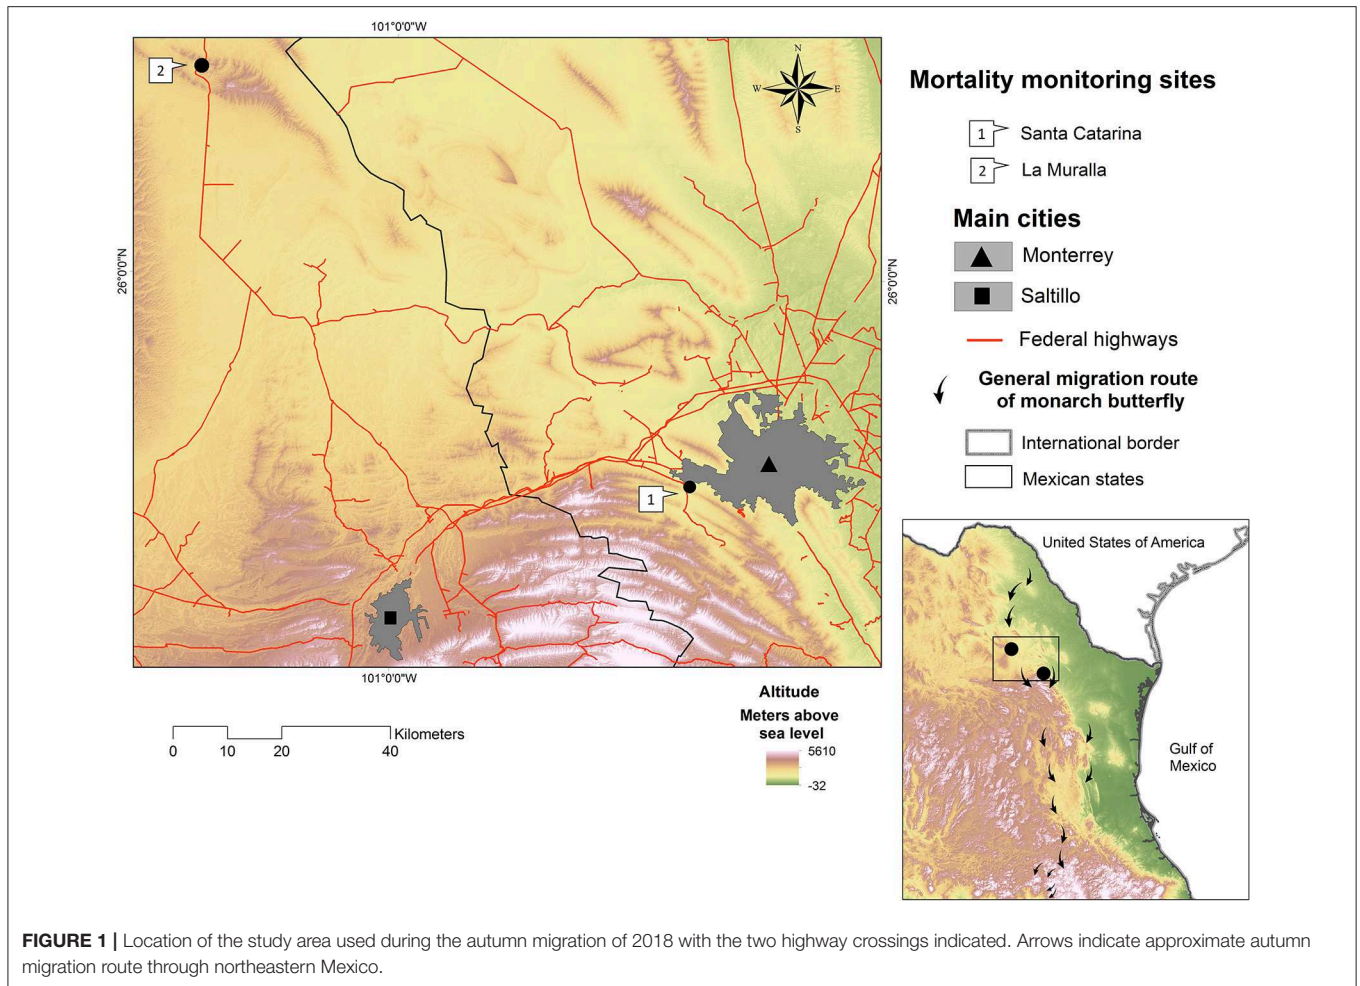 101°0'0"W
2
N
W
E
S
26°0'0"N
26°0'0"N
1
101°0'0"W
Kilometers
0 10 20 40
Altitude
Meters above
sea level
5610
-32
Mortality monitoring sites
1 Santa Catarina
2 La Muralla
Main cities
Monterrey
Saltillo
Federal highways
General migration route
of monarch butterfly
International border
Mexican states
United States of America
Gulf of
Mexico
FIGURE 1 | Location of the study area used during the autumn migration of 2018 with the two highway crossings indicated. Arrows indicate approximate autumn
migration route through northeastern Mexico.